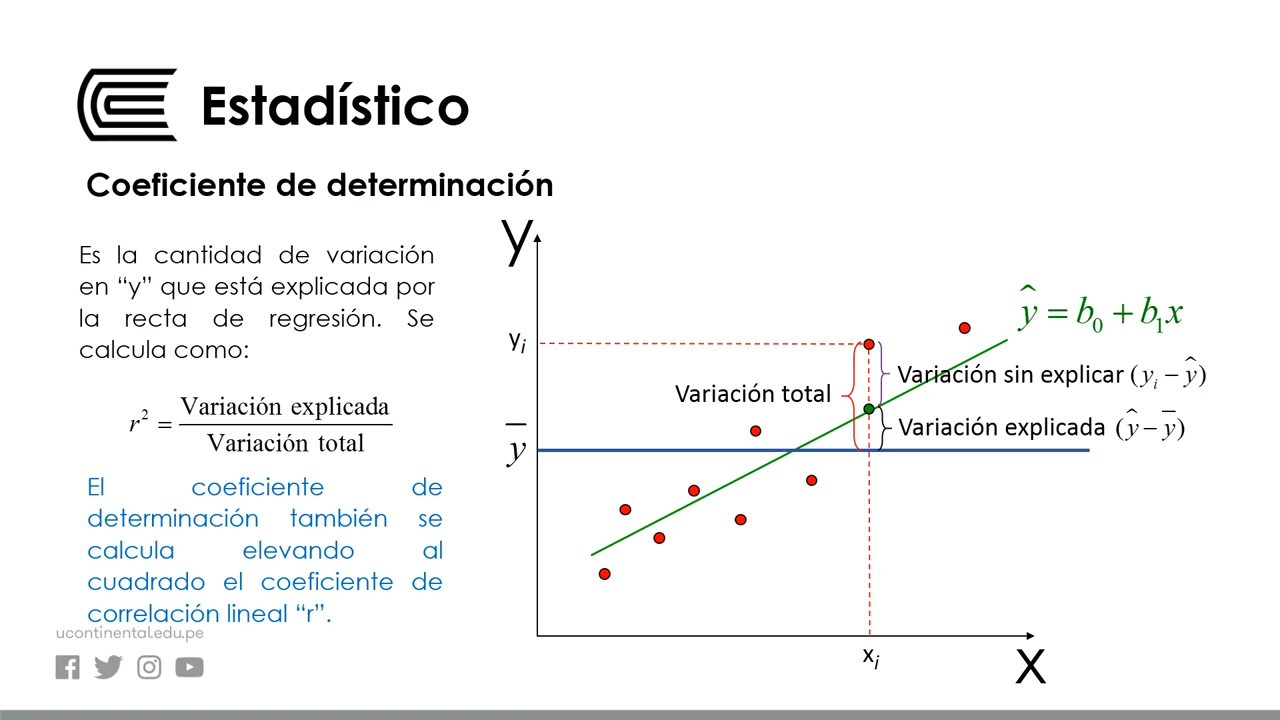 Estadístico
Coeficiente de determinación
Es la cantidad de variación
en “y” que está explicada por
la recta de regresión. Se
calcula como:
r² = Variación explicada / Variación total
El coeficiente de
determinación también se
calcula elevando al
cuadrado el coeficiente de
correlación lineal “r”.
ucontinental.edu.pe
y
ŷ = b₀ + b₁x
yᵢ
Variación sin explicar (yᵢ − ŷ)
Variación total
Variación explicada (ŷ − ȳ)
ȳ
xᵢ
X